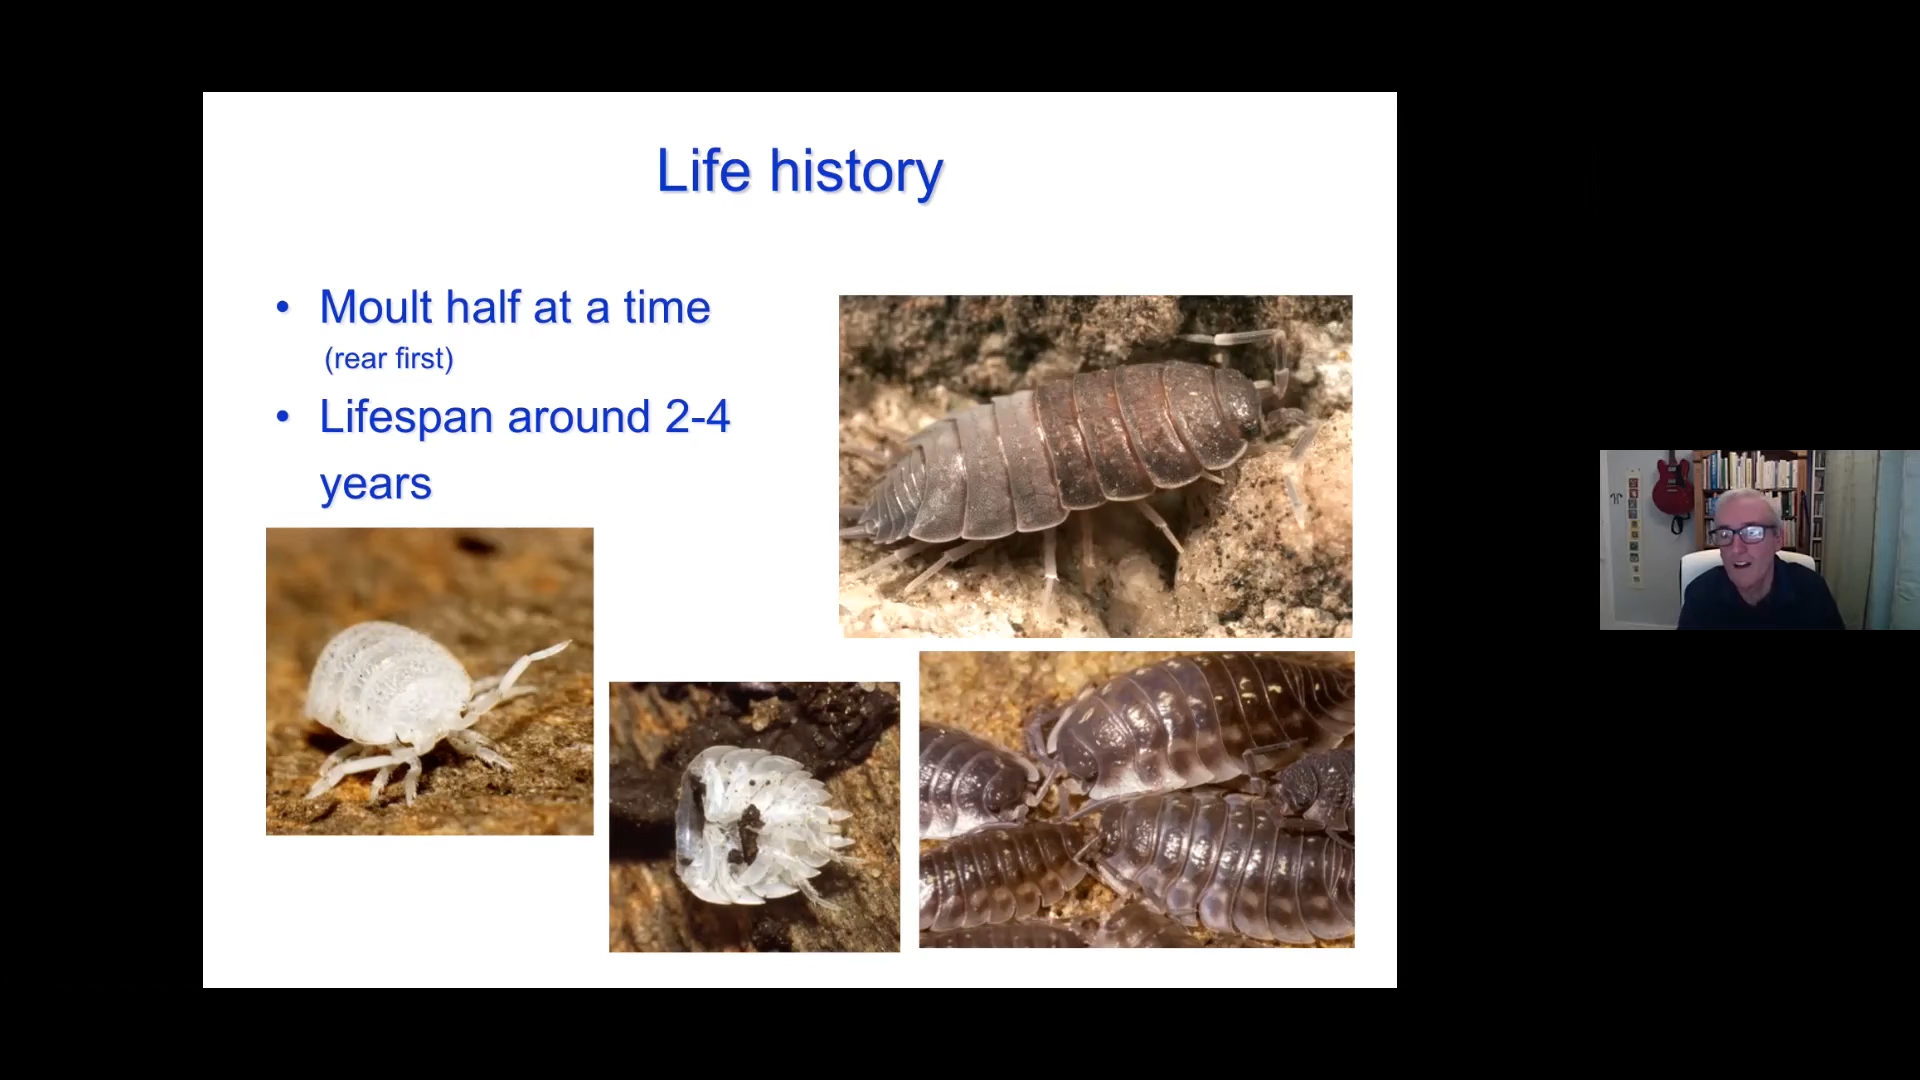 Life history
• Moult half at a time
(rear first)
• Lifespan around 2-4
years